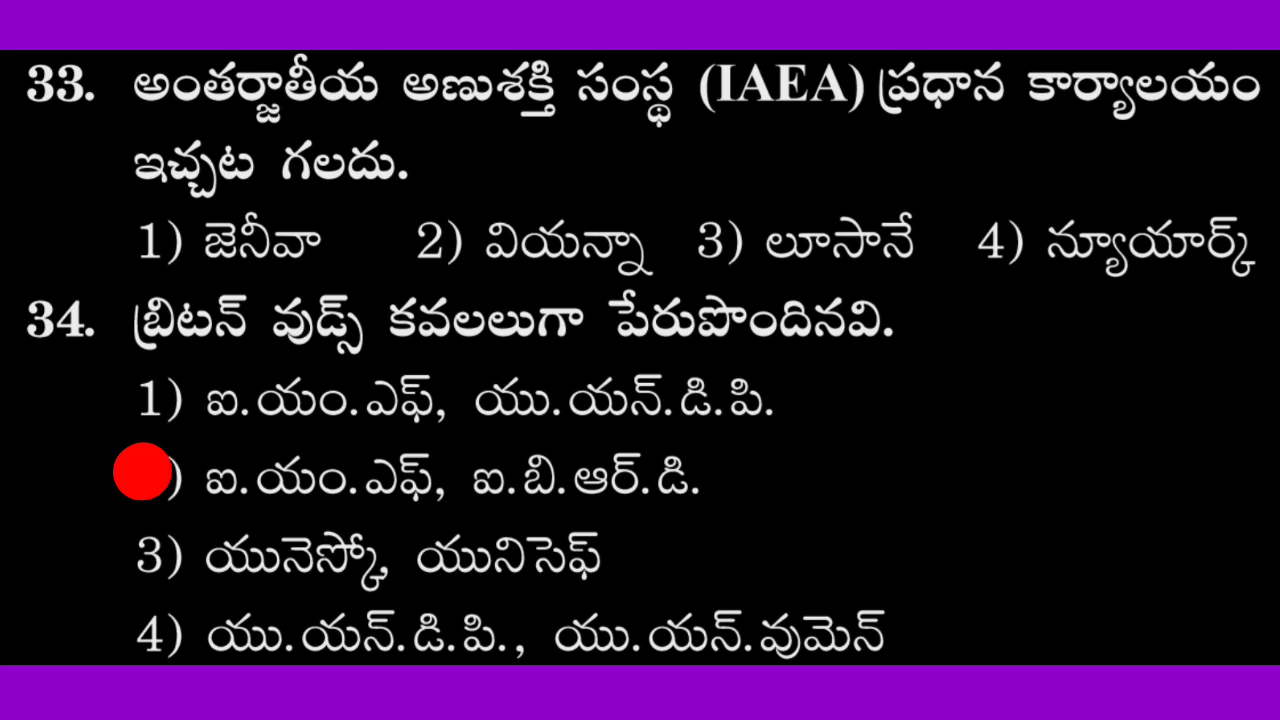 33. అంతర్జాతీయ అణుశక్తి సంస్థ (IAEA) ప్రధాన కార్యాలయం
ఇచ్చట గలదు.
1) జెనీవా 2) వియన్నా 3) లూసానే 4) న్యూయార్క్
34. బ్రిటన్ వుడ్స్ కవలలుగా పేరుపొందినవి.
1) ఐ.యం.ఎఫ్, యు.యన్.డి.పి.
) ఐ.యం.ఎఫ్, ఐ.బి.ఆర్.డి.
3) యునెస్కో, యునిసెఫ్
4) యు.యన్.డి.పి., యు.యన్.వుమెన్